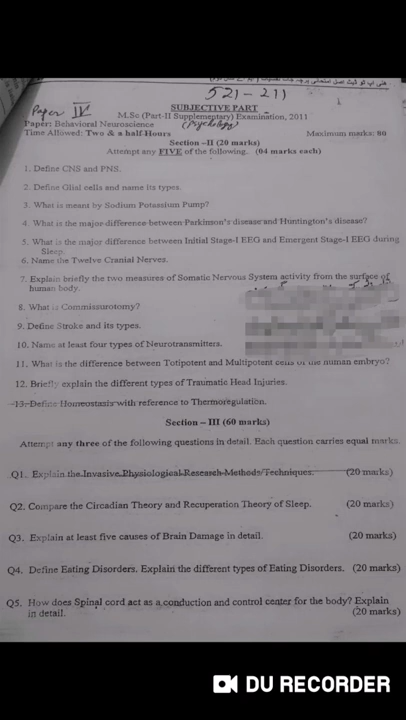 521-211
Paper IV
SUBJECTIVE PART
M.Sc (Part-II Supplementary) Examination, 2011
Paper: Behavioral Neuroscience (Psychology)
Time Allowed: Two & a half Hours Maximum marks: 80
Section –II (20 marks)
Attempt any FIVE of the following. (04 marks each)
1. Define CNS and PNS.
2. Define Glial cells and name its types.
3. What is meant by Sodium Potassium Pump?
4. What is the major difference between Parkinson's disease and Huntington's disease?
5. What is the major difference between Initial Stage-I EEG and Emergent Stage-I EEG during
Sleep.
6. Name the Twelve Cranial Nerves.
7. Explain briefly the two measures of Somatic Nervous System activity from the surface of
human body.
8. What is Commissurotomy?
9. Define Stroke and its types.
10. Name at least four types of Neurotransmitters.
11. What is the difference between Totipotent and Multipotent cells of the human embryo?
12. Briefly explain the different types of Traumatic Head Injuries.
13. Define Homeostasis with reference to Thermoregulation.
Section – III (60 marks)
Attempt any three of the following questions in detail. Each question carries equal marks.
Q1. Explain the Invasive Physiological Research Methods/Techniques. (20 marks)
Q2. Compare the Circadian Theory and Recuperation Theory of Sleep. (20 marks)
Q3. Explain at least five causes of Brain Damage in detail. (20 marks)
Q4. Define Eating Disorders. Explain the different types of Eating Disorders. (20 marks)
Q5. How does Spinal cord act as a conduction and control center for the body? Explain
in detail. (20 marks)
DU RECORDER